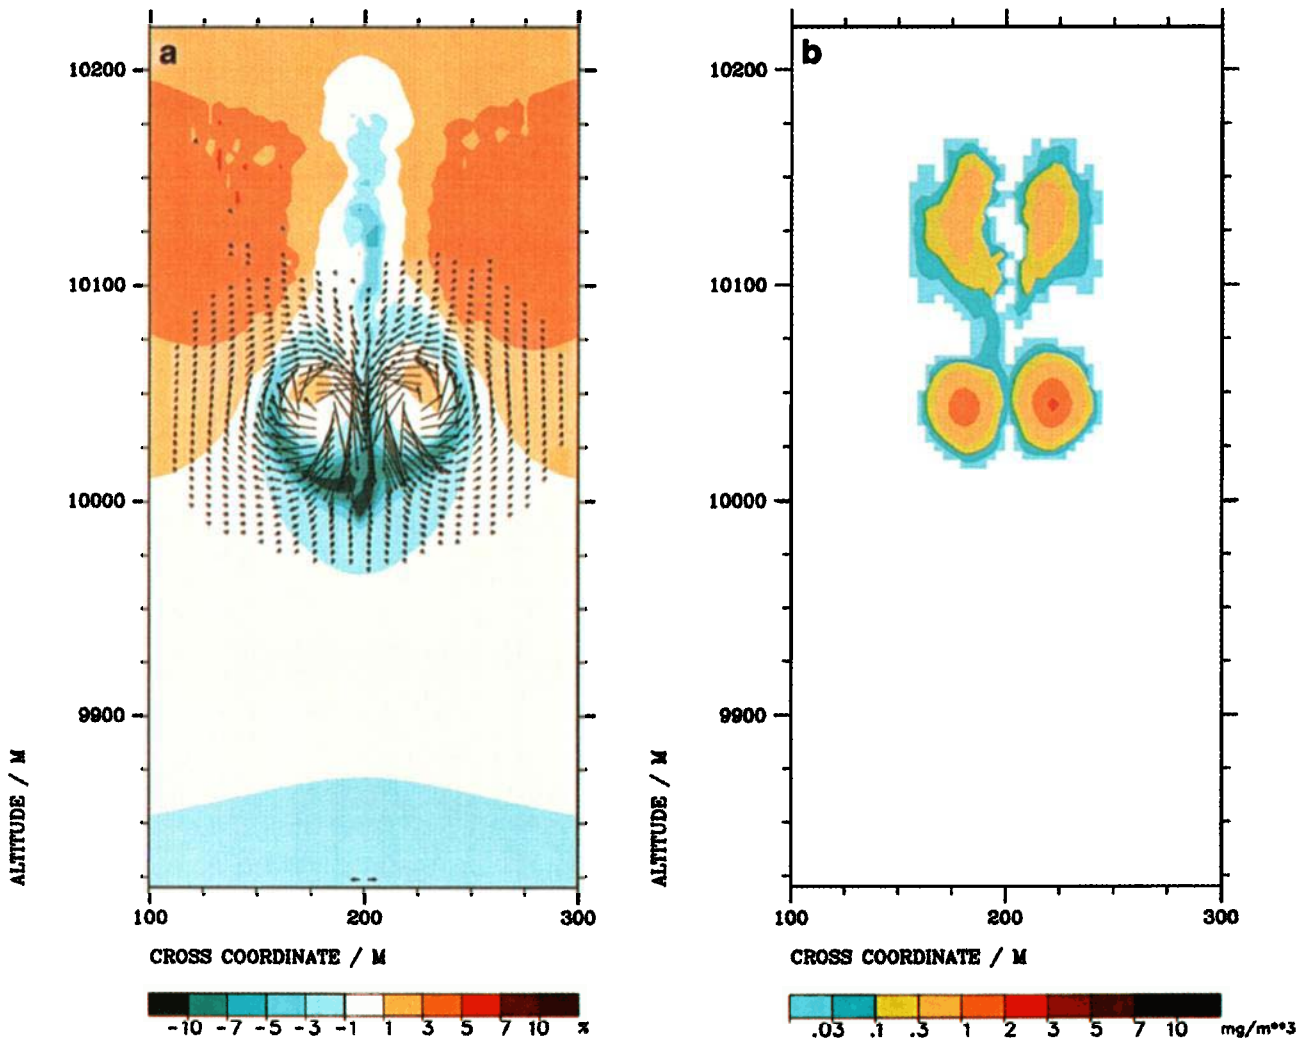 a
b
10200
10200
10100
10100
10000
10000
9900
9900
ALTITUDE / M
ALTITUDE / M
100 200 300
100 200 300
CROSS COORDINATE / M
CROSS COORDINATE / M
-10 -7 -5 -3 -1 1 3 5 7 10 %
.03 .1 .3 1 2 3 5 7 10 mg/m**3